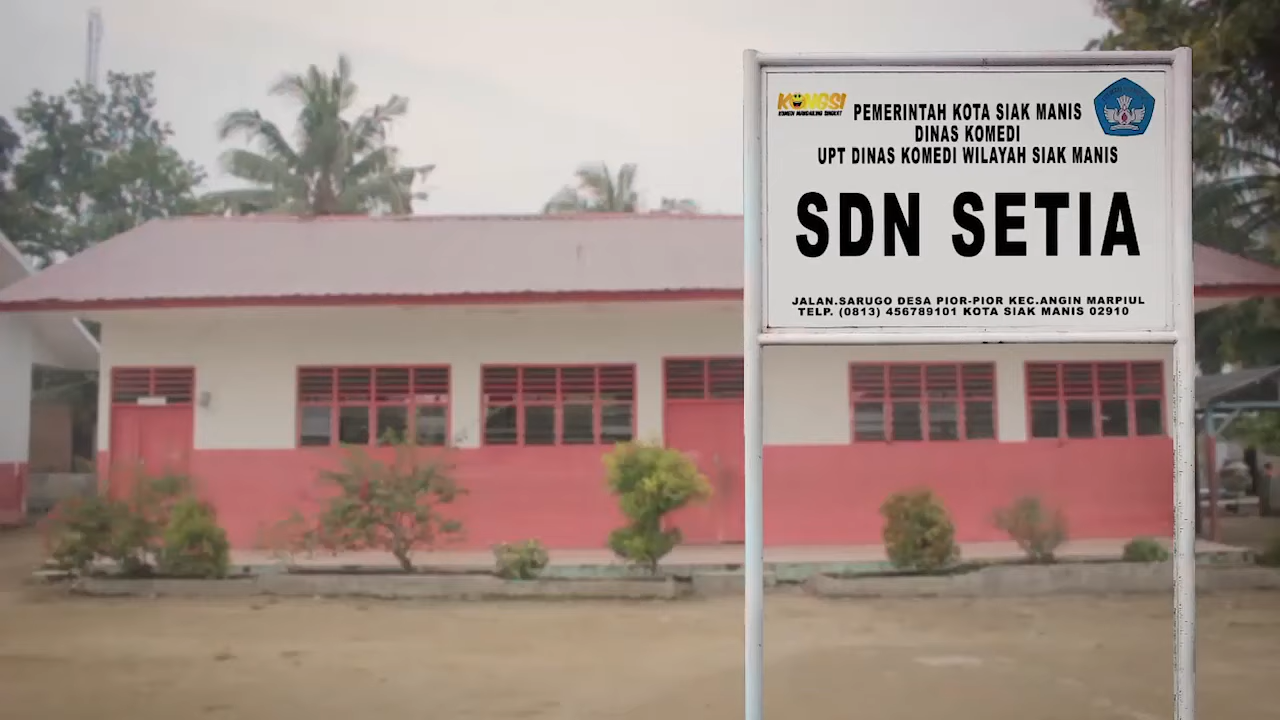 KONGSI
KOMEDI MANDAILING SINGKAT
PEMERINTAH KOTA SIAK MANIS
DINAS KOMEDI
UPT DINAS KOMEDI WILAYAH SIAK MANIS
SDN SETIA
JALAN.SARUGO DESA PIOR-PIOR KEC.ANGIN MARPIUL
TELP. (0813) 456789101 KOTA SIAK MANIS 02910